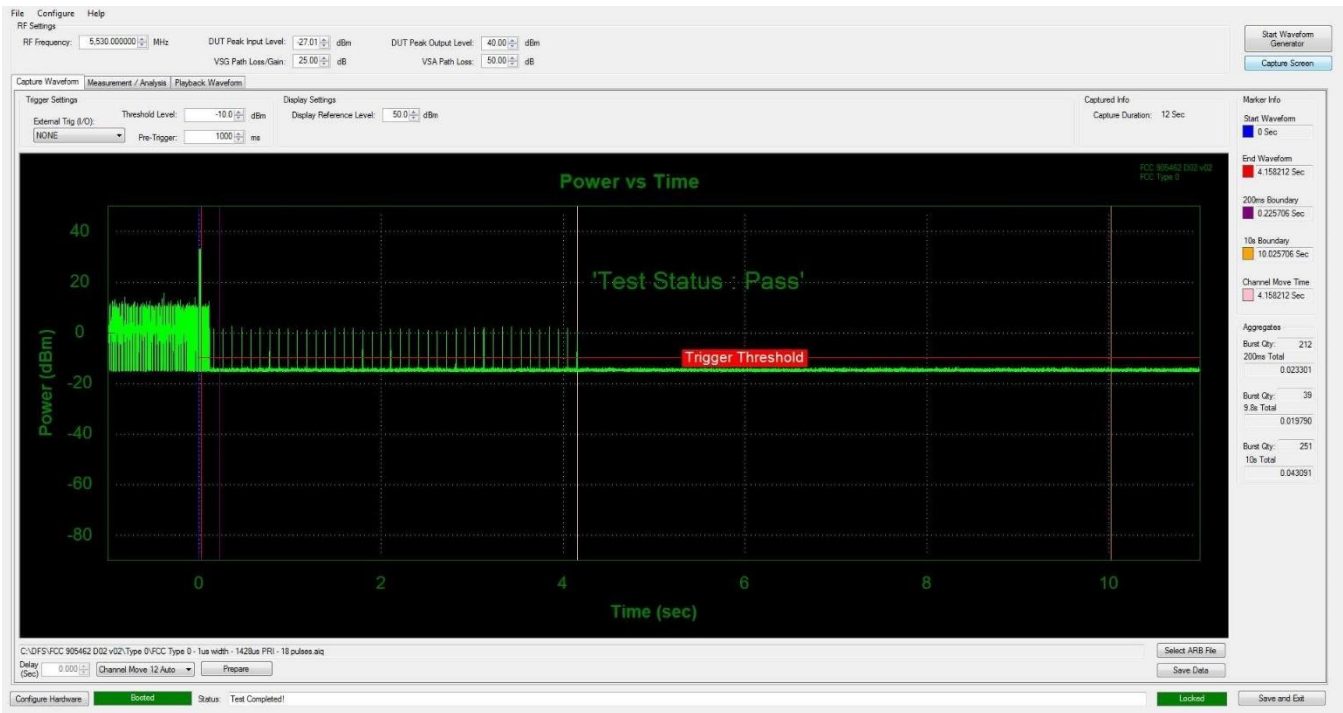 File Configure Help
RF Settings
RF Frequency: 5,530.000000 MHz DUT Peak Input Level: -27.01 dBm DUT Peak Output Level: 40.00 dBm
VSG Path Loss/Gain: 25.00 dB VSA Path Loss: 50.00 dB
Start Waveform Generator
Capture Screen
Capture Waveform Measurement / Analysis Playback Waveform
Trigger Settings
External Trig (I/O): Threshold Level: -10.0 dBm
NONE Pre-Trigger: 1000 ms
Display Settings
Display Reference Level: 50.0 dBm
Captured Info
Capture Duration: 12 Sec
Marker Info
Start Waveform
0 Sec
End Waveform
4.158212 Sec
200ms Boundary
0.225706 Sec
10s Boundary
10.025706 Sec
Channel Move Time
4.158212 Sec
Aggregates
Burst Qty: 212
200ms Total
0.023301
Burst Qty: 39
9.8s Total
0.019790
Burst Qty: 251
10s Total
0.043091
Power vs Time
FCC 905462 D02 v02
FCC Type 0
'Test Status : Pass'
Trigger Threshold
Power (dBm)
40
20
0
-20
-40
-60
-80
0 2 4 6 8 10
Time (sec)
C:\DFS\FCC 905462 D02 v02\Type 0\FCC Type 0 - 1us width - 1428us PRI - 18 pulses.aiq
Select ARB File
Delay (Sec) 0.000 Channel Move 12 Auto Prepare
Save Data
Configure Hardware Booted Status: Test Completed! Locked Save and Exit